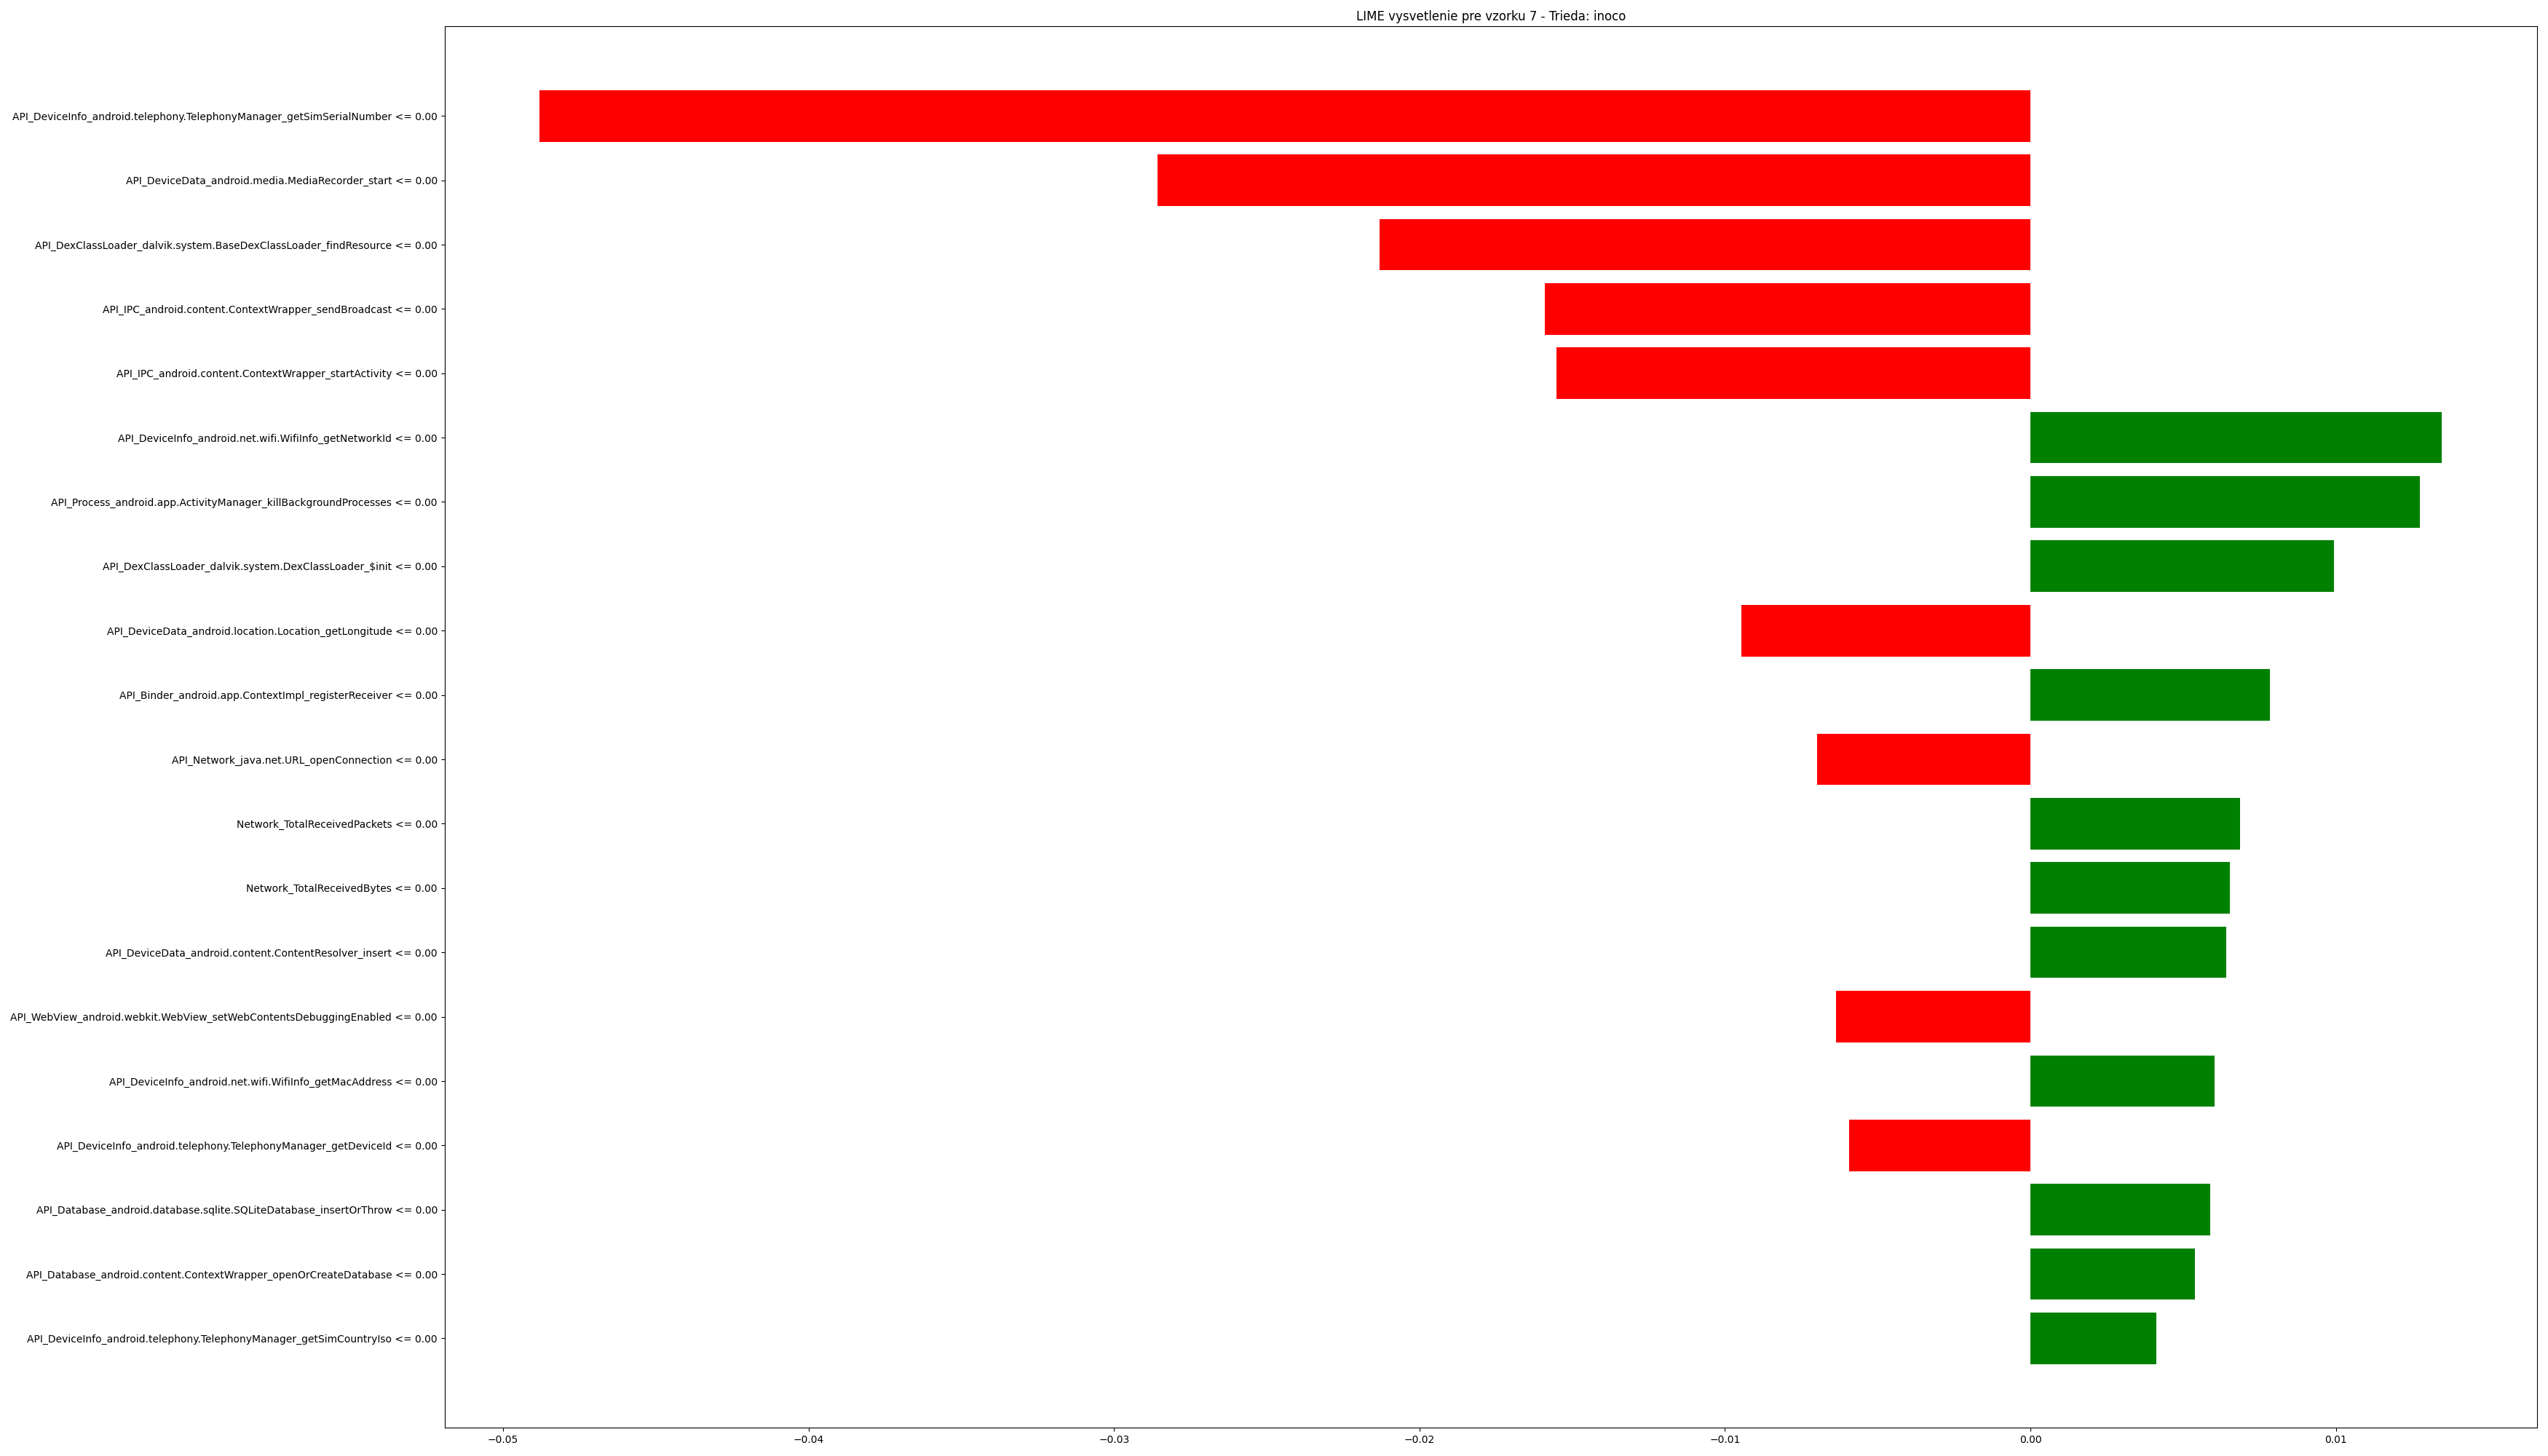 LIME vysvetlenie pre vzorku 7 - Trieda: inoco
API_DeviceInfo_android.telephony.TelephonyManager_getSimSerialNumber <= 0.00
API_DeviceData_android.media.MediaRecorder_start <= 0.00
API_DexClassLoader_dalvik.system.BaseDexClassLoader_findResource <= 0.00
API_IPC_android.content.ContextWrapper_sendBroadcast <= 0.00
API_IPC_android.content.ContextWrapper_startActivity <= 0.00
API_DeviceInfo_android.net.wifi.WifiInfo_getNetworkId <= 0.00
API_Process_android.app.ActivityManager_killBackgroundProcesses <= 0.00
API_DexClassLoader_dalvik.system.DexClassLoader_$init <= 0.00
API_DeviceData_android.location.Location_getLongitude <= 0.00
API_Binder_android.app.ContextImpl_registerReceiver <= 0.00
API_Network_java.net.URL_openConnection <= 0.00
Network_TotalReceivedPackets <= 0.00
Network_TotalReceivedBytes <= 0.00
API_DeviceData_android.content.ContentResolver_insert <= 0.00
API_WebView_android.webkit.WebView_setWebContentsDebuggingEnabled <= 0.00
API_DeviceInfo_android.net.wifi.WifiInfo_getMacAddress <= 0.00
API_DeviceInfo_android.telephony.TelephonyManager_getDeviceId <= 0.00
API_Database_android.database.sqlite.SQLiteDatabase_insertOrThrow <= 0.00
API_Database_android.content.ContextWrapper_openOrCreateDatabase <= 0.00
API_DeviceInfo_android.telephony.TelephonyManager_getSimCountryIso <= 0.00
−0.05 −0.04 −0.03 −0.02 −0.01 0.00 0.01